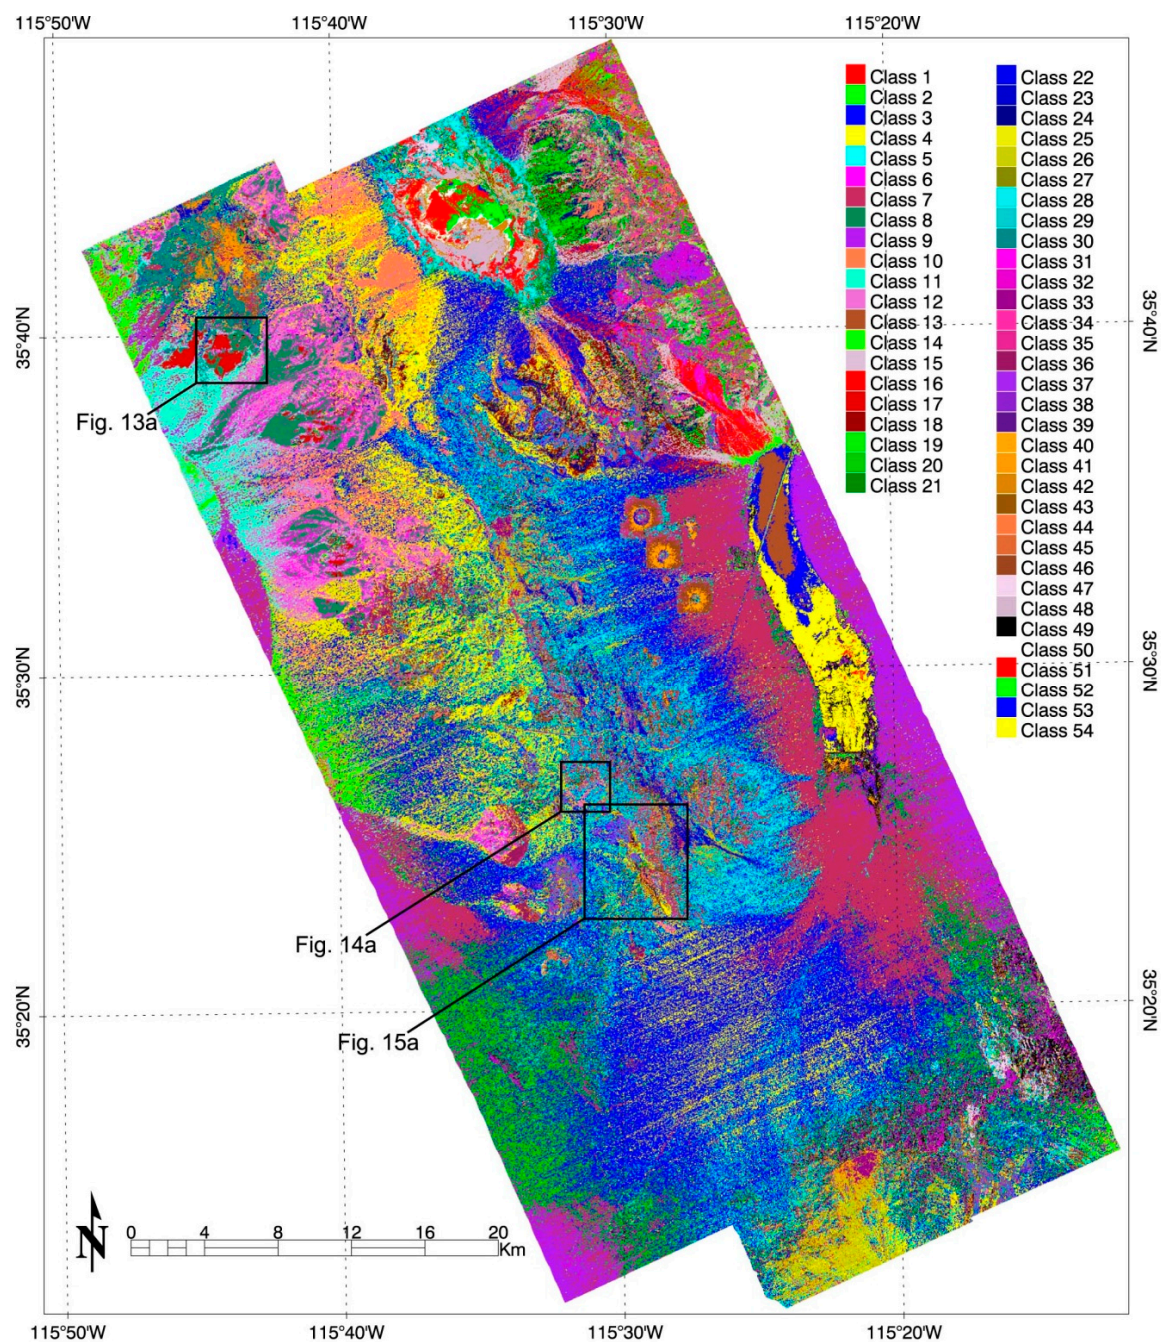 115°50'W 115°40'W 115°30'W 115°20'W
Class 1
Class 2
Class 3
Class 4
Class 5
Class 6
Class 7
Class 8
Class 9
Class 10
Class 11
Class 12
Class 13
Class 14
Class 15
Class 16
Class 17
Class 18
Class 19
Class 20
Class 21
Class 22
Class 23
Class 24
Class 25
Class 26
Class 27
Class 28
Class 29
Class 30
Class 31
Class 32
Class 33
Class 34
Class 35
Class 36
Class 37
Class 38
Class 39
Class 40
Class 41
Class 42
Class 43
Class 44
Class 45
Class 46
Class 47
Class 48
Class 49
Class 50
Class 51
Class 52
Class 53
Class 54
35°40'N
35°40'N
Fig. 13a
35°30'N
35°30'N
Fig. 14a
35°20'N
35°20'N
Fig. 15a
N
0 4 8 12 16 20
Km
115°50'W 115°40'W 115°30'W 115°20'W